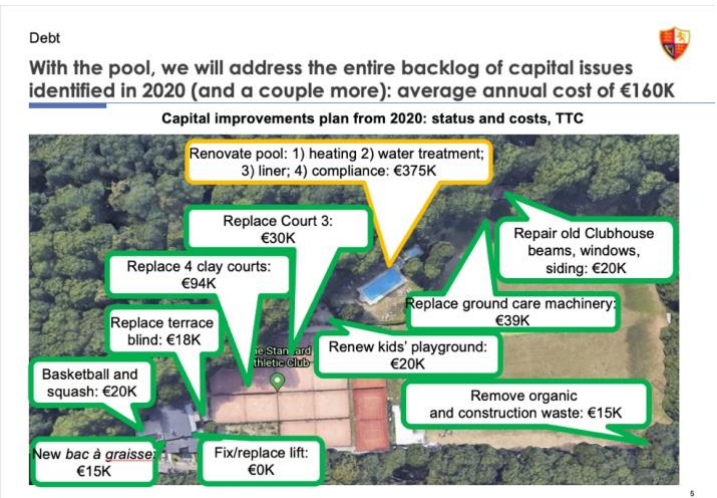 Debt
With the pool, we will address the entire backlog of capital issues
identified in 2020 (and a couple more): average annual cost of €160K
Capital improvements plan from 2020: status and costs, TTC
Renovate pool: 1) heating 2) water treatment;
3) liner; 4) compliance: €375K
Replace Court 3:
€30K
Repair old Clubhouse
beams, windows,
siding: €20K
Replace 4 clay courts:
€94K
Replace ground care machinery:
€39K
Replace terrace
blind: €18K
Renew kids' playground:
€20K
Athletic Club
Basketball and
squash: €20K
Remove organic
and construction waste: €15K
New bac à graisse:
€15K
Fix/replace lift:
€0K
5